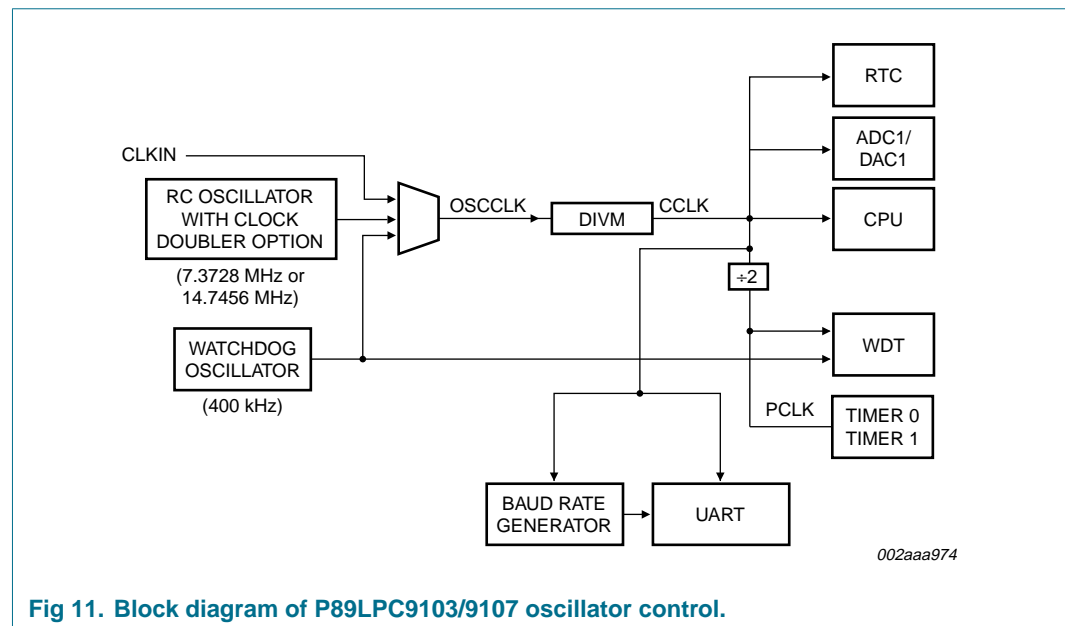 RTC
ADC1/
DAC1
CLKIN
RC OSCILLATOR
WITH CLOCK
DOUBLER OPTION
OSCCLK
DIVM
CCLK
CPU
(7.3728 MHz or
14.7456 MHz)
÷2
WATCHDOG
OSCILLATOR
WDT
(400 kHz)
PCLK
TIMER 0
TIMER 1
BAUD RATE
GENERATOR
UART
002aaa974
Fig 11. Block diagram of P89LPC9103/9107 oscillator control.